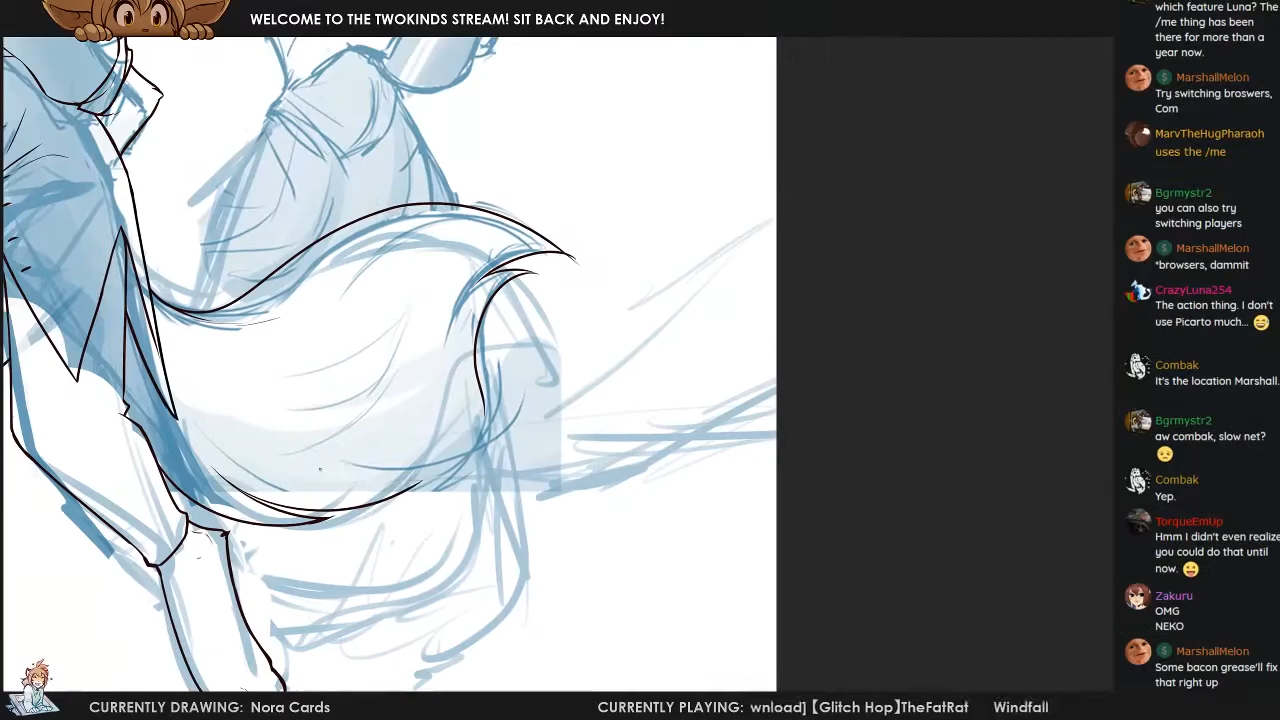 WELCOME TO THE TWOKINDS STREAM! SIT BACK AND ENJOY!
which feature Luna? The
/me thing has been
there for more than a
year now.
MarshallMelon
Try switching broswers,
Com
MarvTheHugPharaoh
uses the /me
Bgrmystr2
you can also try
switching players
MarshallMelon
*browsers, dammit
CrazyLuna254
The action thing. I don't
use Picarto much... 😄
Combak
It's the location Marshall.
Bgrmystr2
aw combak, slow net?
😞
Combak
Yep.
TorqueEmUp
Hmm I didn't even realize
you could do that until
now. 😝
Zakuru
OMG
NEKO
MarshallMelon
Some bacon grease'll fix
that right up
CURRENTLY DRAWING: Nora Cards
CURRENTLY PLAYING: wnload] 【Glitch Hop】TheFatRat Windfall